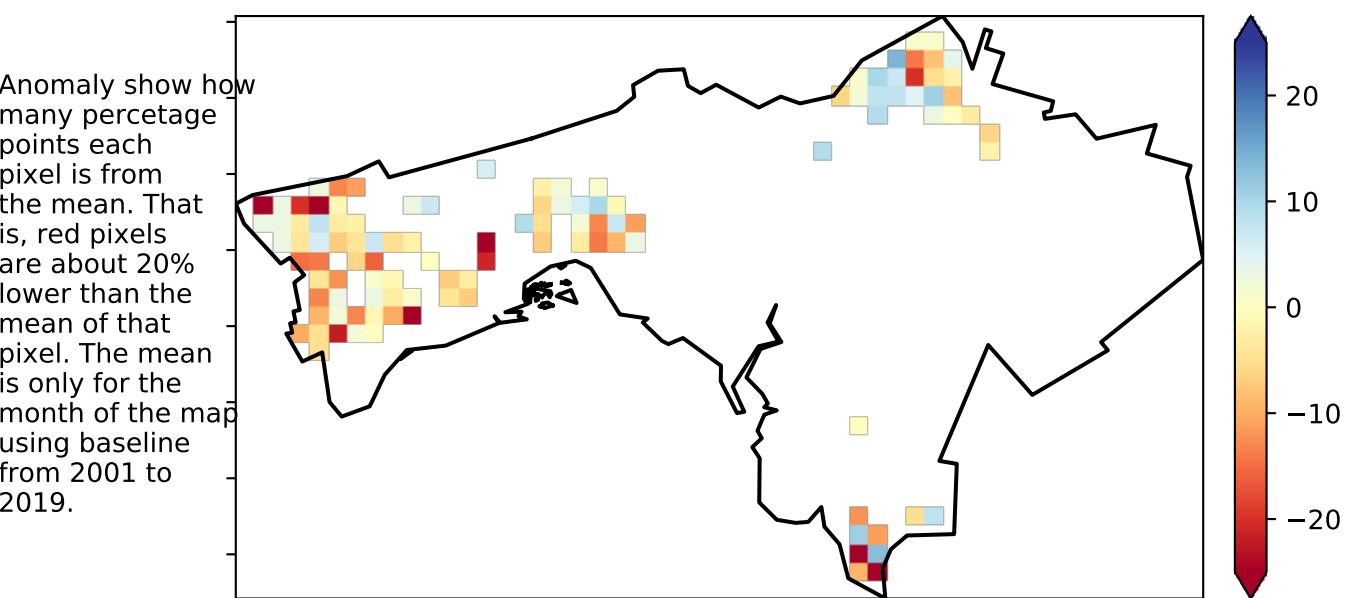 Anomaly show how
many percetage
points each
pixel is from
the mean. That
is, red pixels
are about 20%
lower than the
mean of that
pixel. The mean
is only for the
month of the map
using baseline
from 2001 to
2019.
20
10
0
−10
−20